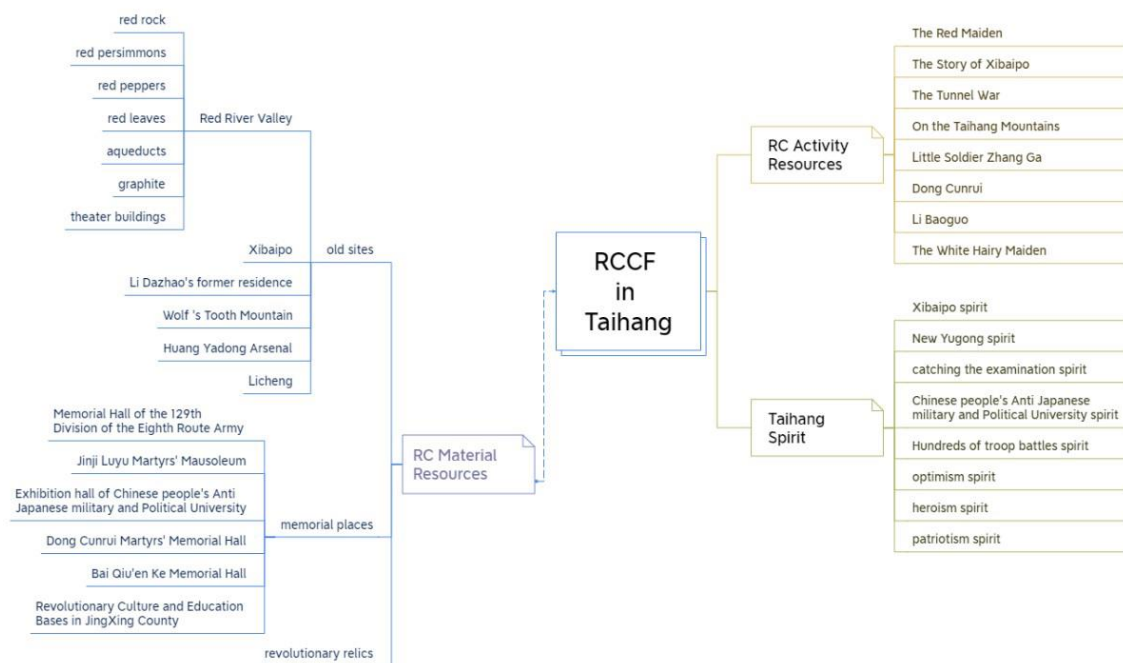 red rock
red persimmons
red peppers
red leaves
aqueducts
graphite
theater buildings
Red River Valley
Xibaipo
Li Dazhao's former residence
Wolf 's Tooth Mountain
Huang Yadong Arsenal
Licheng
old sites
Memorial Hall of the 129th
Division of the Eighth Route Army
Jinji Luyu Martyrs' Mausoleum
Exhibition hall of Chinese people's Anti
Japanese military and Political University
Dong Cunrui Martyrs' Memorial Hall
Bai Qiu'en Ke Memorial Hall
Revolutionary Culture and Education
Bases in JingXing County
memorial places
revolutionary relics
RC Material
Resources
RCCF
in
Taihang
RC Activity
Resources
The Red Maiden
The Story of Xibaipo
The Tunnel War
On the Taihang Mountains
Little Soldier Zhang Ga
Dong Cunrui
Li Baoguo
The White Hairy Maiden
Taihang
Spirit
Xibaipo spirit
New Yugong spirit
catching the examination spirit
Chinese people's Anti Japanese
military and Political University spirit
Hundreds of troop battles spirit
optimism spirit
heroism spirit
patriotism spirit